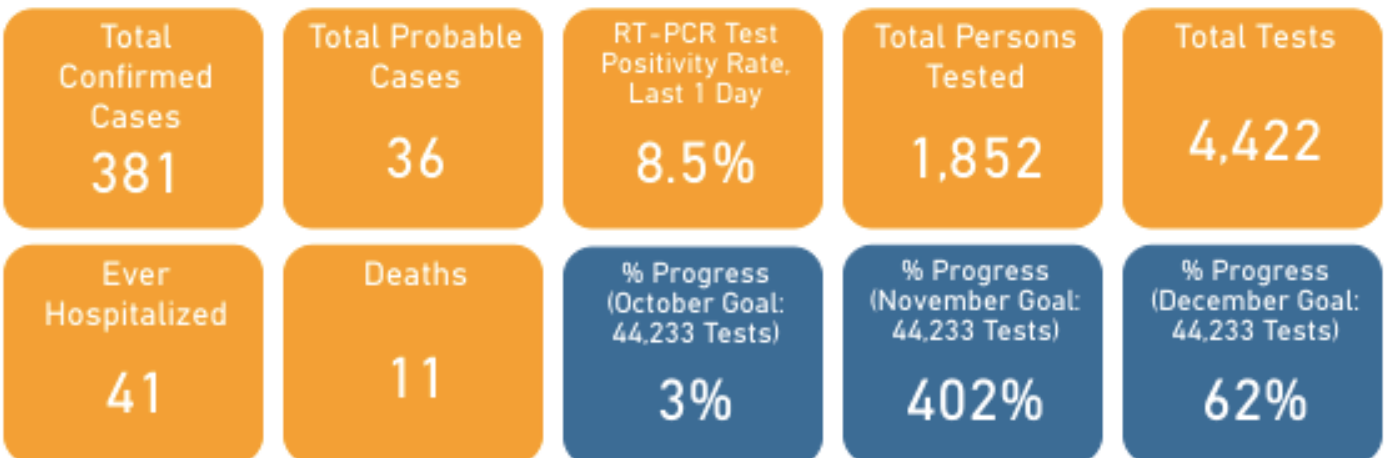 Total
Confirmed
Cases
381
Total Probable
Cases
36
RT-PCR Test
Positivity Rate,
Last 1 Day
8.5%
Total Persons
Tested
1,852
Total Tests
4,422
Ever
Hospitalized
41
Deaths
11
% Progress
(October Goal:
44,233 Tests)
3%
% Progress
(November Goal:
44,233 Tests)
402%
% Progress
(December Goal:
44,233 Tests)
62%